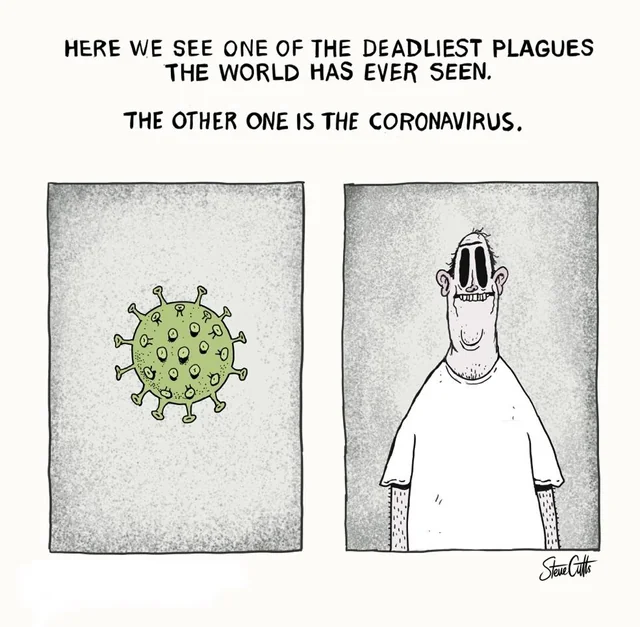 HERE WE SEE ONE OF THE DEADLIEST PLAGUES
THE WORLD HAS EVER SEEN.
THE OTHER ONE IS THE CORONAVIRUS.
Steve Cutts